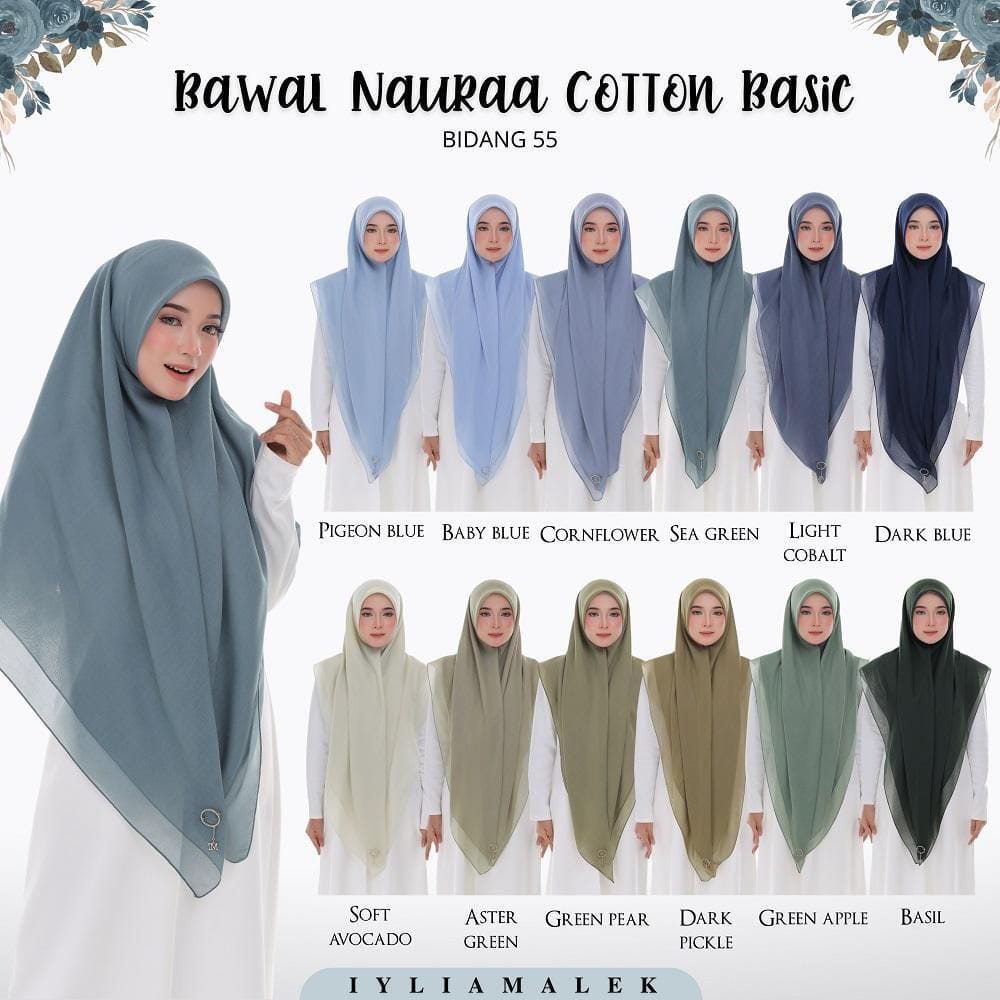 Bawal Nauraa Cotton Basic
BIDANG 55
PIGEON BLUE
BABY BLUE
CORNFLOWER
SEA GREEN
LIGHT
COBALT
DARK BLUE
SOFT
AVOCADO
ASTER
GREEN
GREEN PEAR
DARK
PICKLE
GREEN APPLE
BASIL
IM
IYLIAMALEK